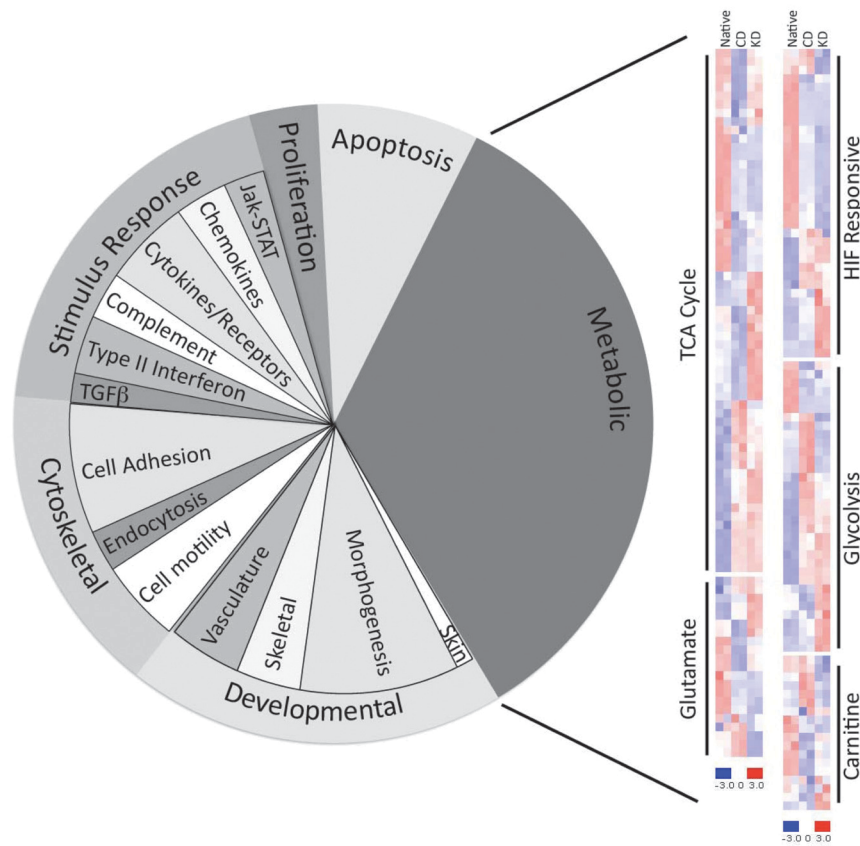 Proliferation
Apoptosis
Metabolic
Stimulus Response
Jak-STAT
Chemokines
Cytokines/Receptors
Complement
Type II Interferon
TGFβ
Cytoskeletal
Cell Adhesion
Endocytosis
Cell motility
Developmental
Vasculature
Skeletal
Morphogenesis
Skin
Native
CD
KD
TCA Cycle
Glutamate
-3.0 0 3.0
Native
CD
KD
HIF Responsive
Glycolysis
Carnitine
-3.0 0 3.0